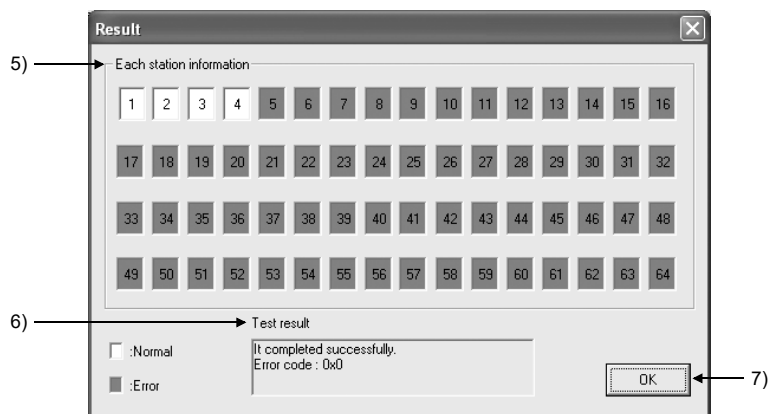 Result
5)
Each station information
1 2 3 4 5 6 7 8 9 10 11 12 13 14 15 16
17 18 19 20 21 22 23 24 25 26 27 28 29 30 31 32
33 34 35 36 37 38 39 40 41 42 43 44 45 46 47 48
49 50 51 52 53 54 55 56 57 58 59 60 61 62 63 64
6)
Test result
:Normal
It completed successfully.
Error code : 0x0
:Error
OK
7)